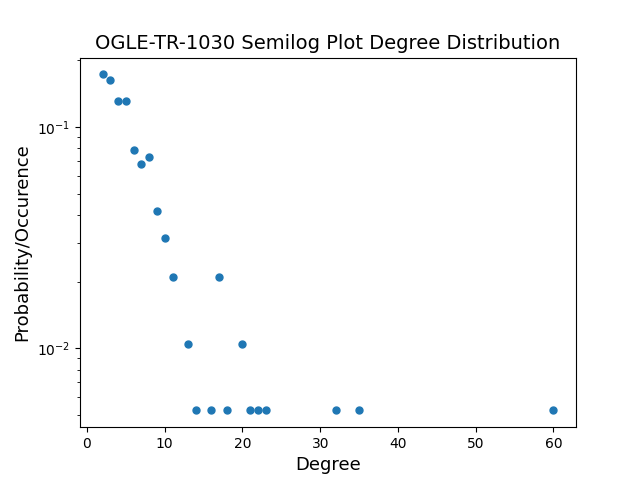 OGLE-TR-1030 Semilog Plot Degree Distribution
Probability/Occurence
10⁻¹
10⁻²
0 10 20 30 40 50 60
Degree